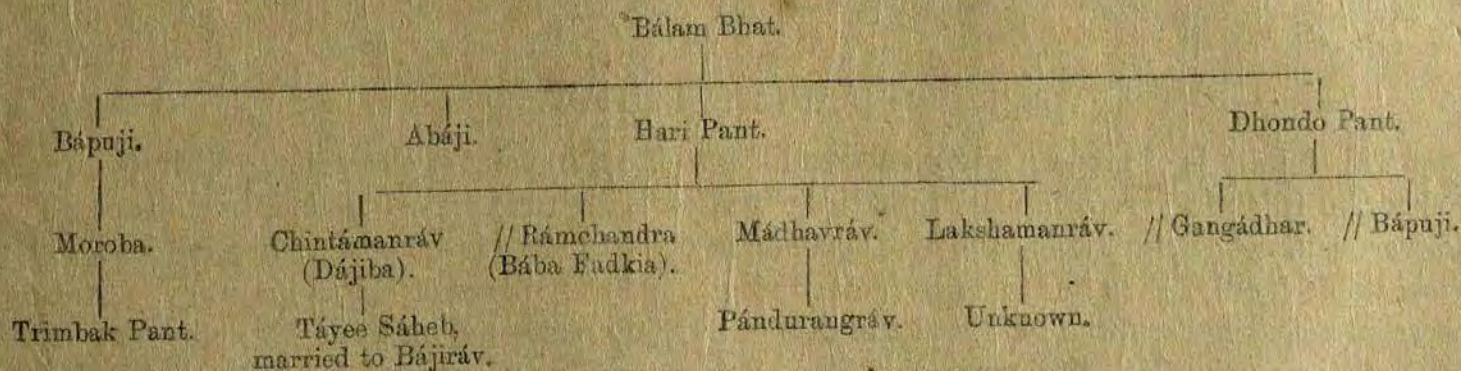 Bálam Bhat.
Bápuji. Abáji. Hari Pant. Dhondo Pant.
Moroba. Chintámanráv // Rámchandra Mádhavráv. Lakshamanráv. // Gangádhar. // Bápuji.
(Dájiba). (Bába Fadkia).
Trimbak Pant. Táyee Sáheb, Pándurangráv. Unknown.
married to Bájiráv.